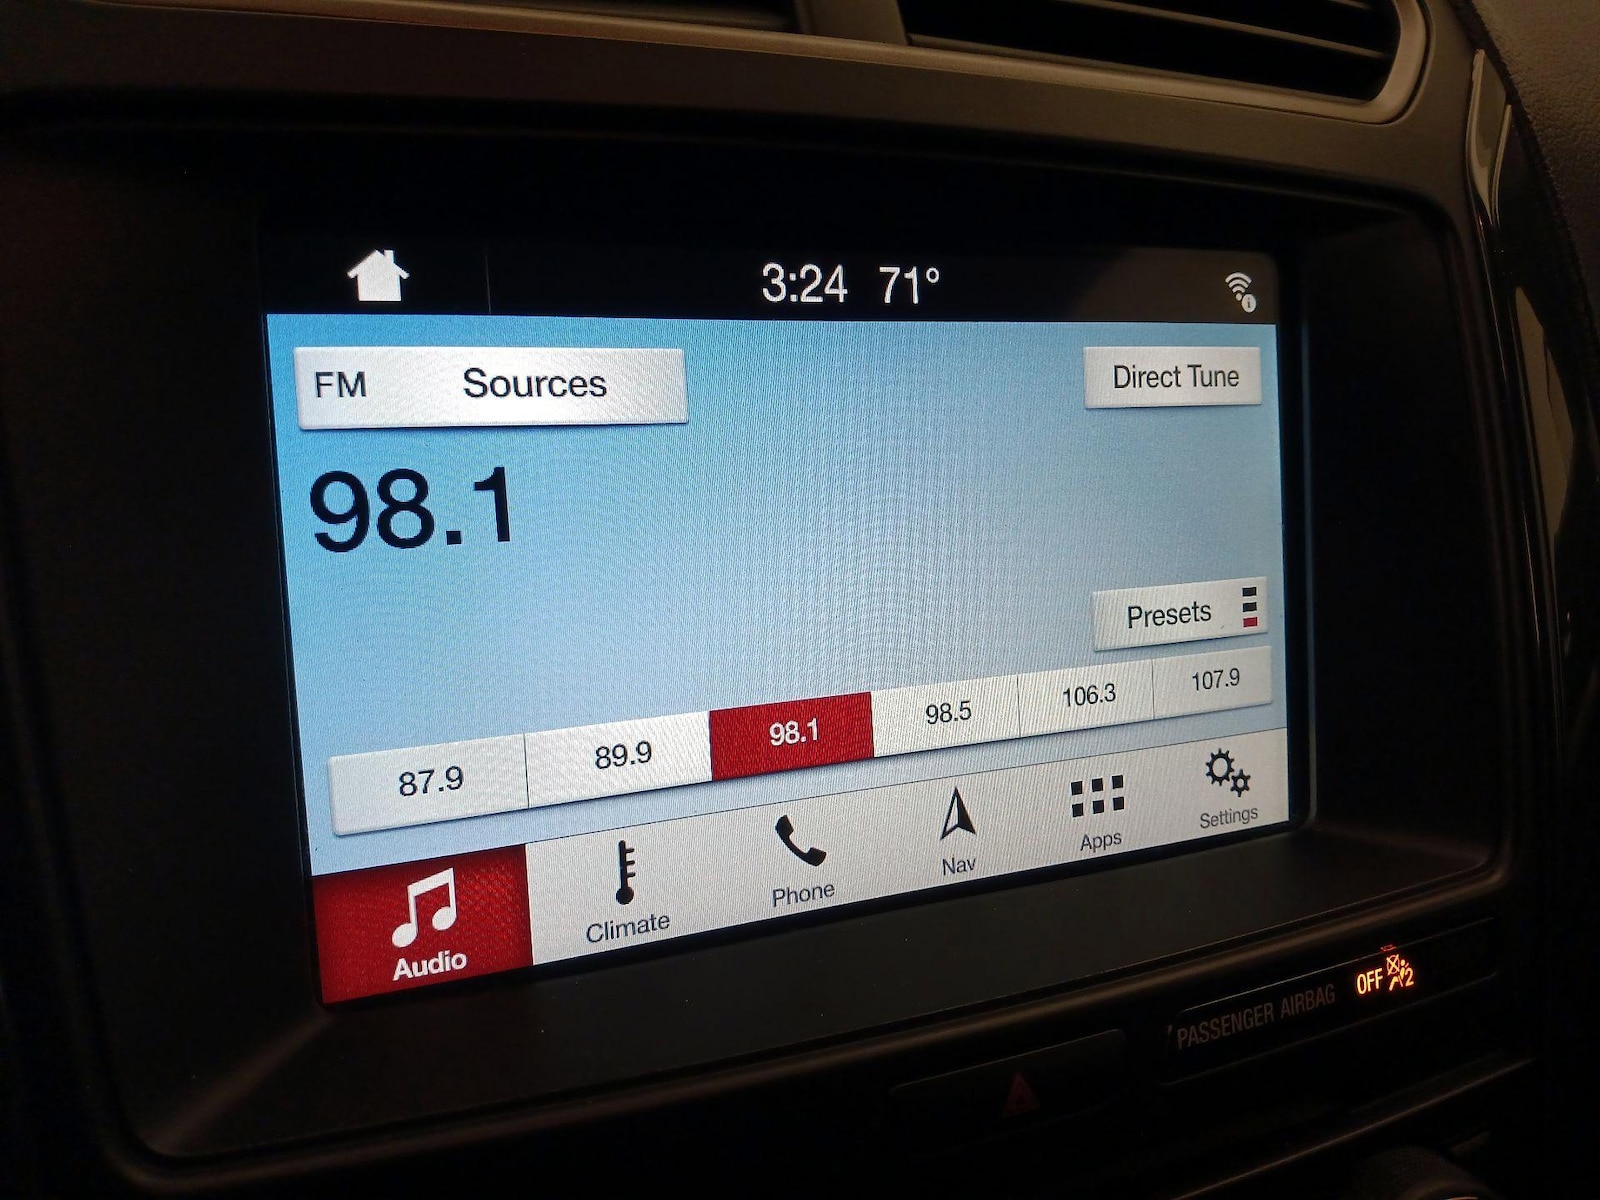 3:24 71°
FM Sources
Direct Tune
98.1
Presets
87.9 89.9 98.1 98.5 106.3 107.9
Audio Climate Phone Nav Apps Settings
PASSENGER AIRBAG OFF 2